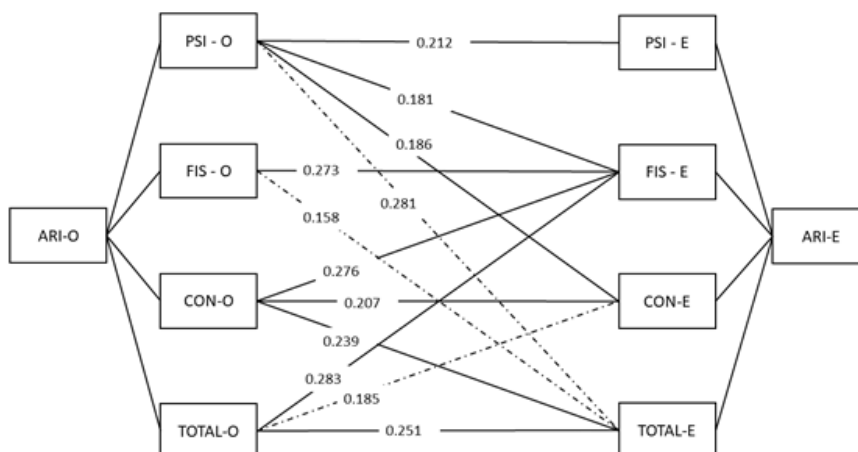 PSI - O
0.212
PSI - E
0.181
0.186
FIS - O
0.273
FIS - E
0.281
0.158
ARI-O
ARI-E
0.276
CON-O
0.207
CON-E
0.239
0.283
0.185
TOTAL-O
0.251
TOTAL-E